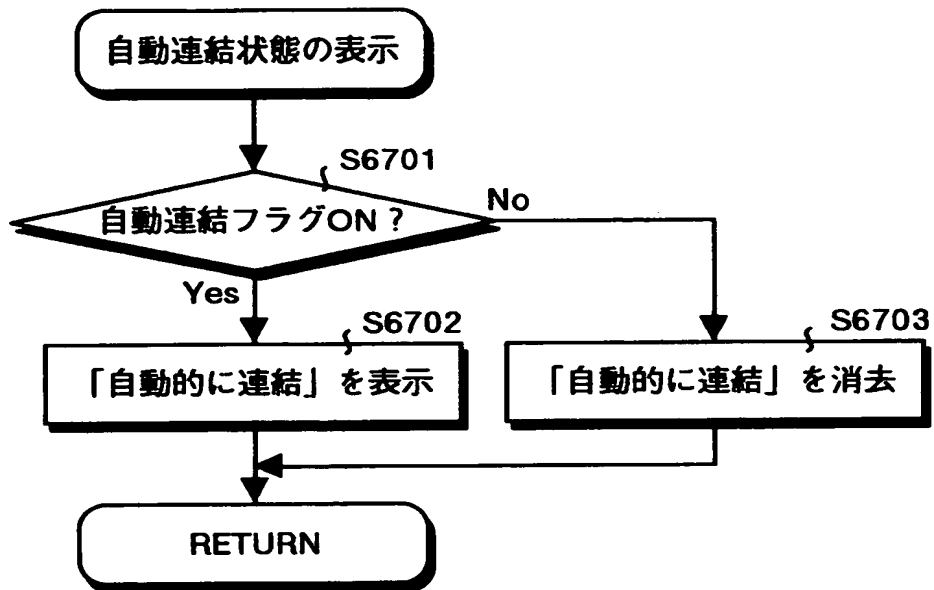 自動連結状態の表示
S6701
自動連結フラグON？
No
Yes
S6702
「自動的に連結」を表示
S6703
「自動的に連結」を消去
RETURN